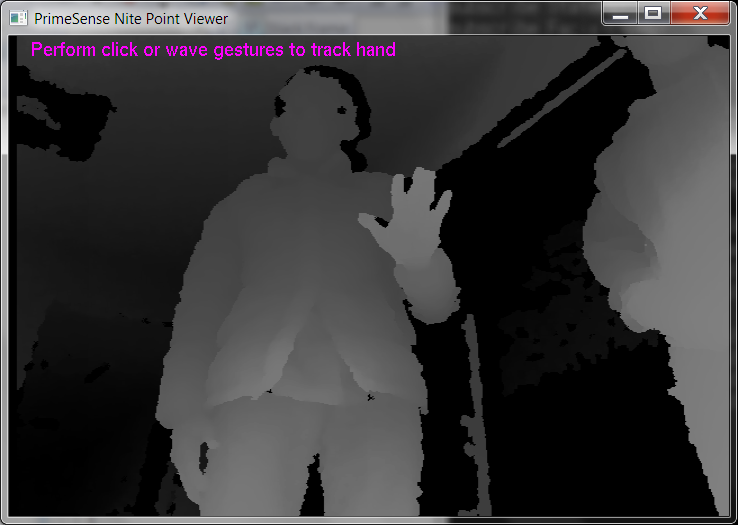 PrimeSense Nite Point Viewer
Perform click or wave gestures to track hand